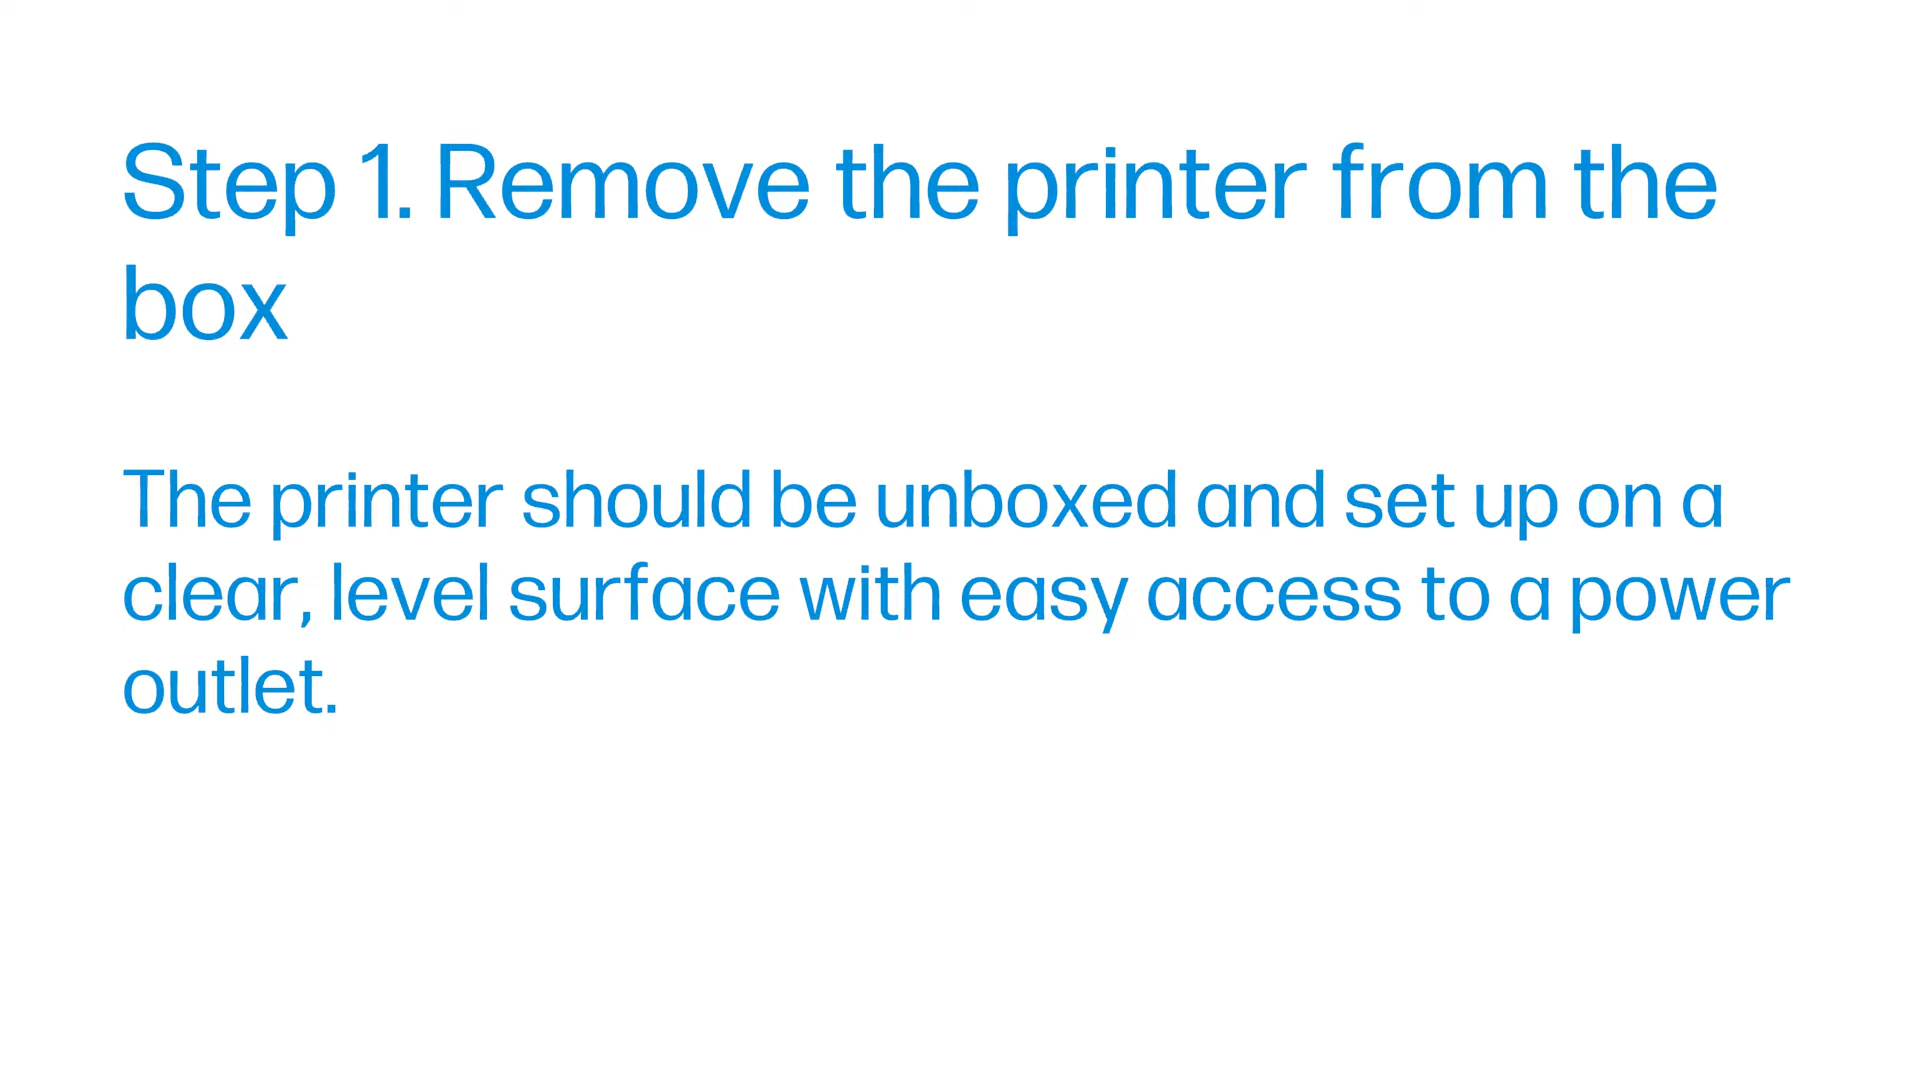 Step 1. Remove the printer from the
box
The printer should be unboxed and set up on a
clear, level surface with easy access to a power
outlet.